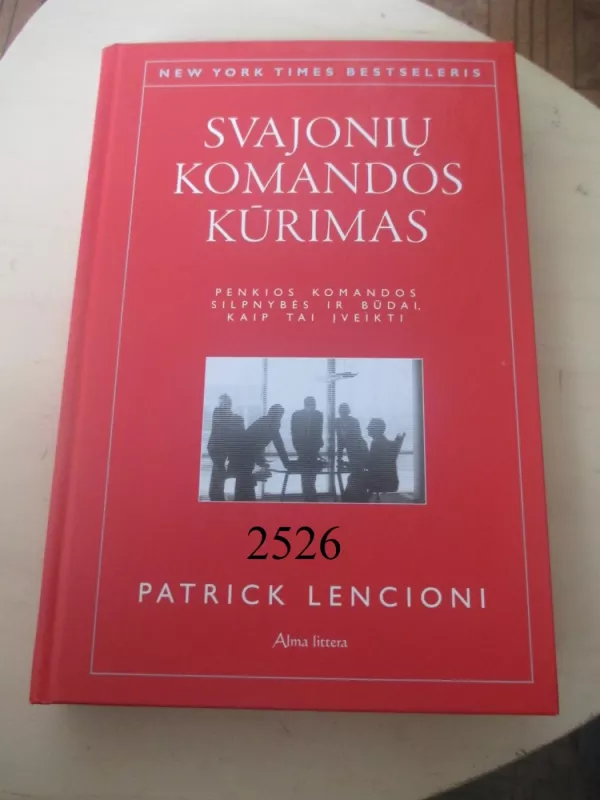 NEW YORK TIMES BESTSELERIS
SVAJONIŲ
KOMANDOS
KŪRIMAS
PENKIOS KOMANDOS
SILPNYBĖS IR BŪDAI,
KAIP TAI ĮVEIKTI
2526
PATRICK LENCIONI
Alma littera